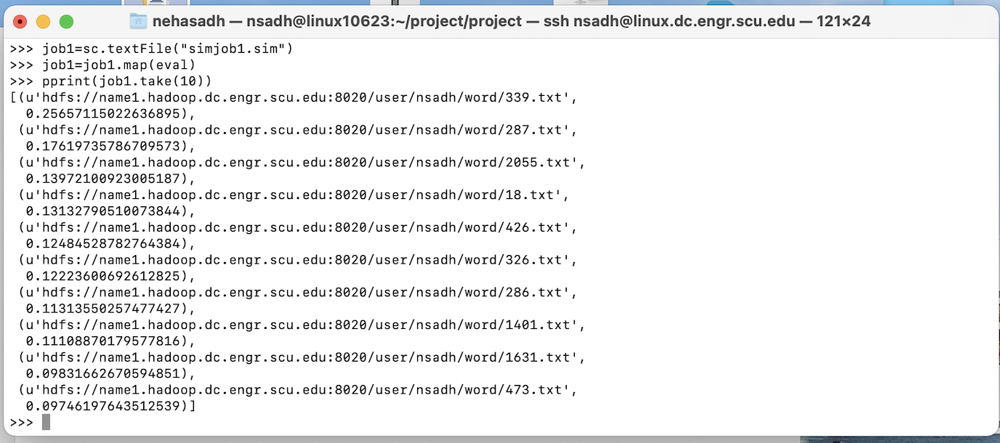 nehasadh — nsadh@linux10623:~/project/project — ssh nsadh@linux.dc.engr.scu.edu — 121×24
>>> job1=sc.textFile("simjob1.sim")
>>> job1=job1.map(eval)
>>> pprint(job1.take(10))
[(u'hdfs://name1.hadoop.dc.engr.scu.edu:8020/user/nsadh/word/339.txt',
  0.25657115022636895),
 (u'hdfs://name1.hadoop.dc.engr.scu.edu:8020/user/nsadh/word/287.txt',
  0.17619735786709573),
 (u'hdfs://name1.hadoop.dc.engr.scu.edu:8020/user/nsadh/word/2055.txt',
  0.13972100923005187),
 (u'hdfs://name1.hadoop.dc.engr.scu.edu:8020/user/nsadh/word/18.txt',
  0.13132790510073844),
 (u'hdfs://name1.hadoop.dc.engr.scu.edu:8020/user/nsadh/word/426.txt',
  0.12484528782764384),
 (u'hdfs://name1.hadoop.dc.engr.scu.edu:8020/user/nsadh/word/326.txt',
  0.12223600692612825),
 (u'hdfs://name1.hadoop.dc.engr.scu.edu:8020/user/nsadh/word/286.txt',
  0.11313550257477427),
 (u'hdfs://name1.hadoop.dc.engr.scu.edu:8020/user/nsadh/word/1401.txt',
  0.11108870179577816),
 (u'hdfs://name1.hadoop.dc.engr.scu.edu:8020/user/nsadh/word/1631.txt',
  0.09831662670594851),
 (u'hdfs://name1.hadoop.dc.engr.scu.edu:8020/user/nsadh/word/473.txt',
  0.09746197643512539)]
>>>